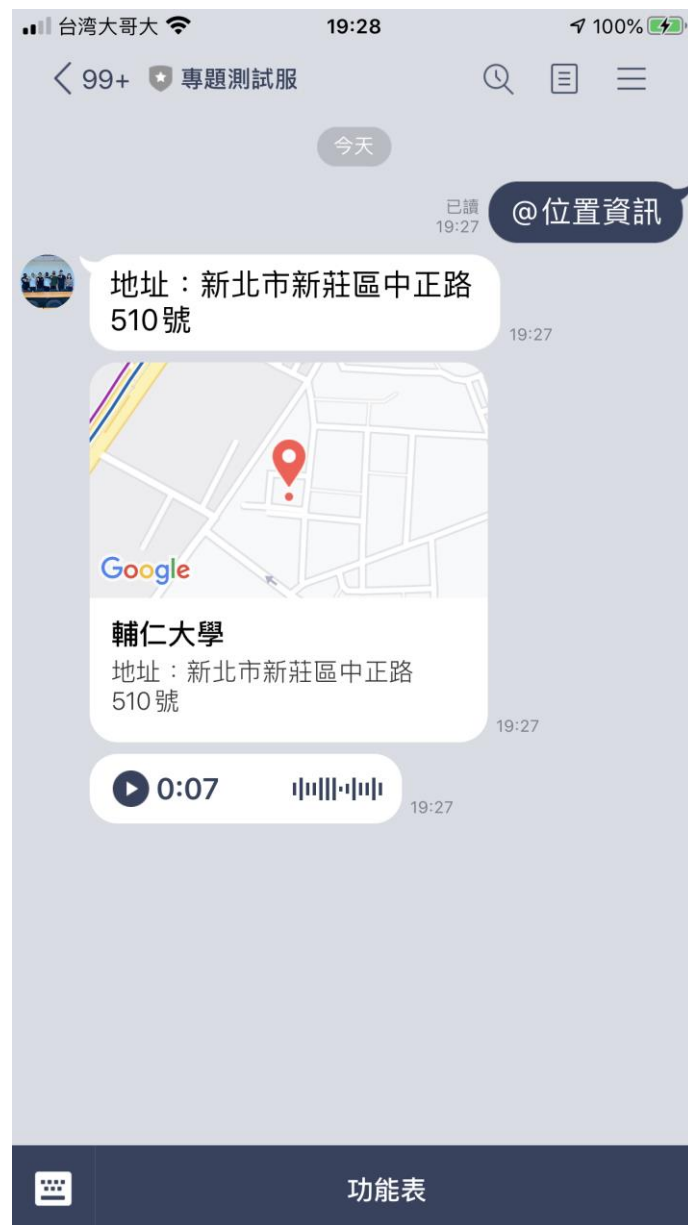 台湾大哥大 19:28 100%
99+ 專題測試服
今天
已讀
19:27
@位置資訊
地址：新北市新莊區中正路
510號
19:27
Google
輔仁大學
地址：新北市新莊區中正路
510號
19:27
0:07
19:27
功能表